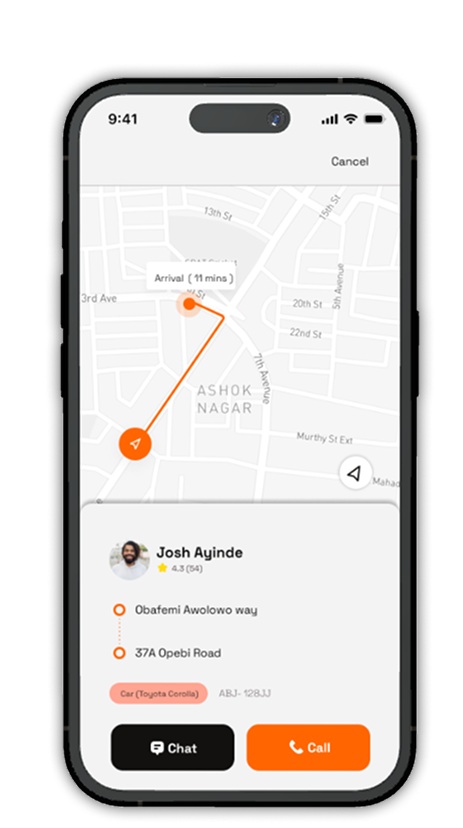 9:41
Cancel
13th St
15th St
Arrival ( 11 mins )
St
3rd Ave
5th Avenue
20th St
22nd St
7th Avenue
ASHOK
NAGAR
Murthy St Ext
Mahad
Josh Ayinde
4.3 (54)
Obafemi Awolowo way
37A Opebi Road
Car (Toyota Corolla)
ABJ- 128JJ
Chat
Call